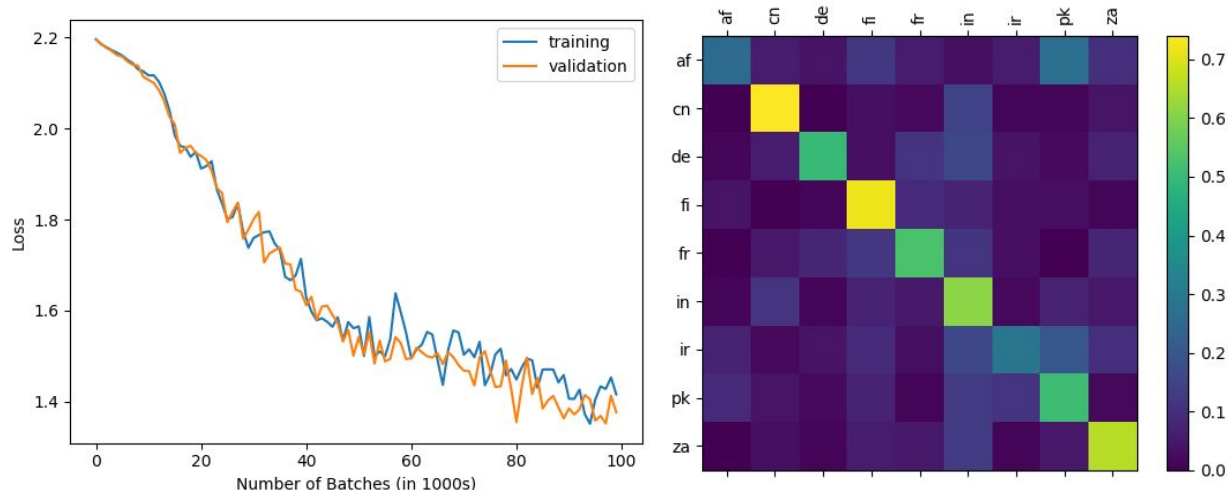 2.2
2.0
1.8
1.6
1.4
Loss
0
20
40
60
80
100
Number of Batches (in 1000s)
training
validation
af cn de fi fr in ir pk za
af
cn
de
fi
fr
in
ir
pk
za
0.7
0.6
0.5
0.4
0.3
0.2
0.1
0.0